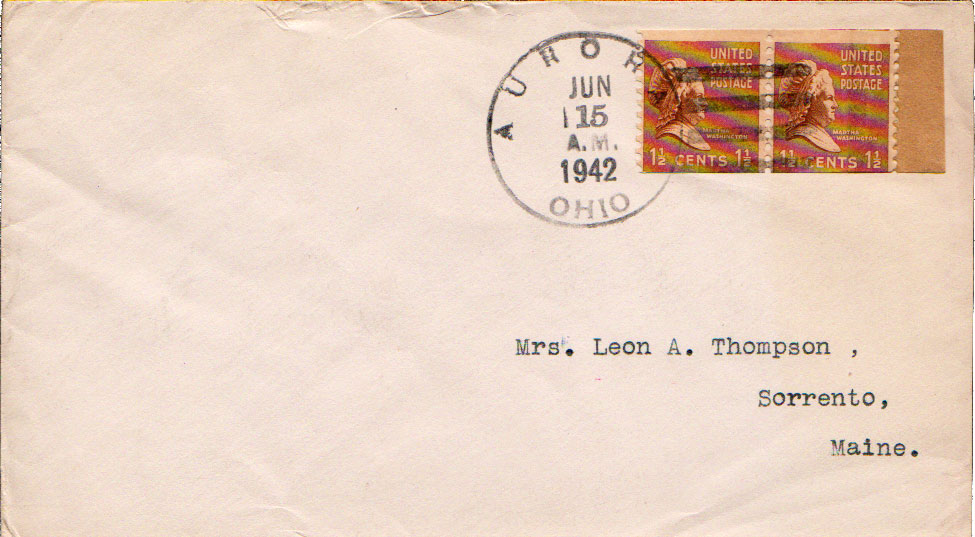 AUROR
JUN
15
A.M.
1942
OHIO
UNITED
STATES
POSTAGE
MARTHA
WASHINGTON
1½ CENTS 1½
UNITED
STATES
POSTAGE
MARTHA
WASHINGTON
1½ CENTS 1½
Mrs. Leon A. Thompson ,
Sorrento,
Maine.